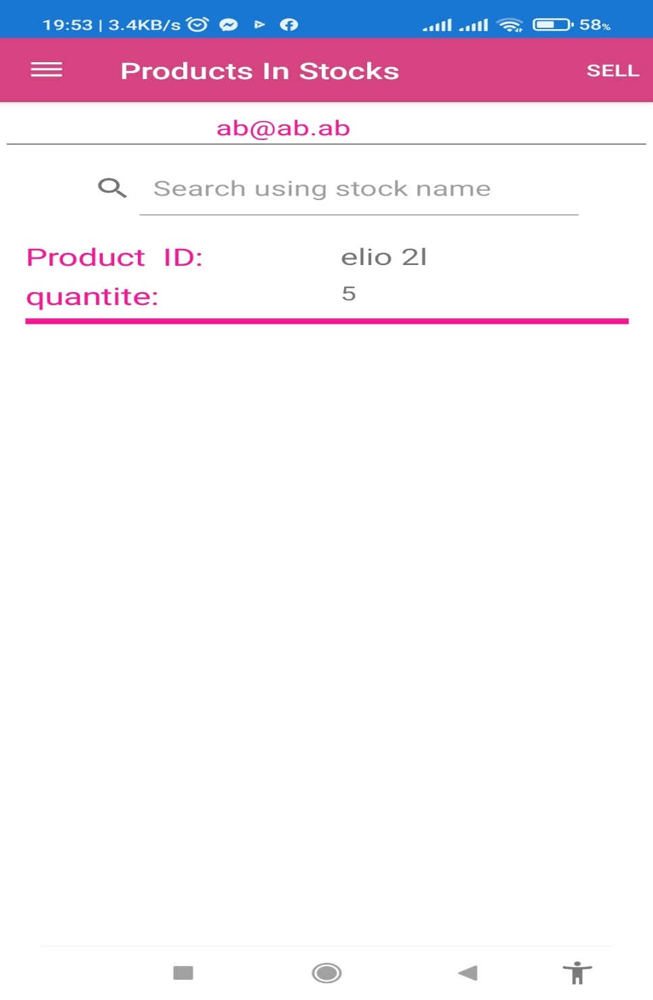 19:53 | 3.4KB/s 58%
Products In Stocks SELL
ab@ab.ab
Search using stock name
Product ID: elio 2l
quantite: 5